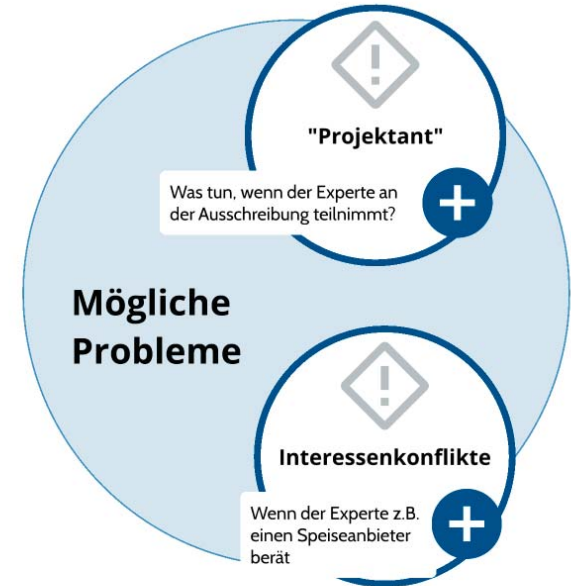 "Projektant"
Was tun, wenn der Experte an
der Ausschreibung teilnimmt?
Mögliche
Probleme
Interessenkonflikte
Wenn der Experte z.B.
einen Speiseanbieter
berät